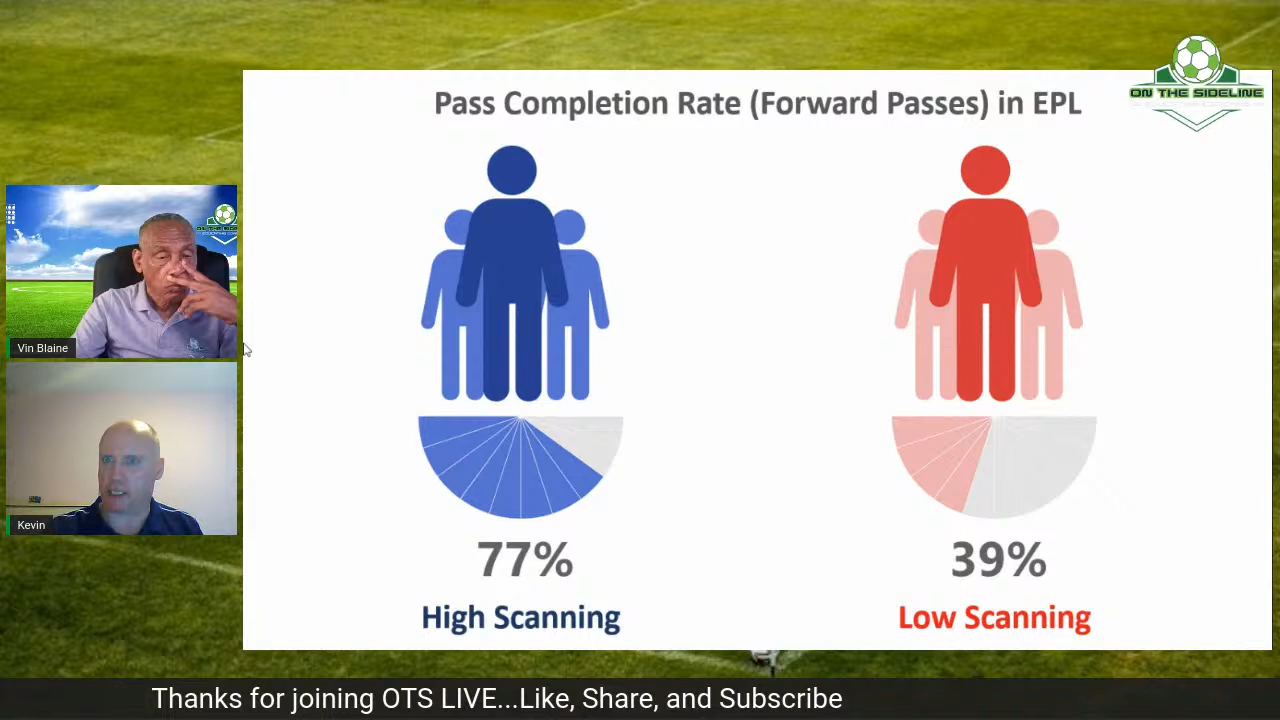 Pass Completion Rate (Forward Passes) in EPL
ON THE SIDELINE
Vin Blaine
Kevin
77%
39%
High Scanning
Low Scanning
Thanks for joining OTS LIVE...Like, Share, and Subscribe